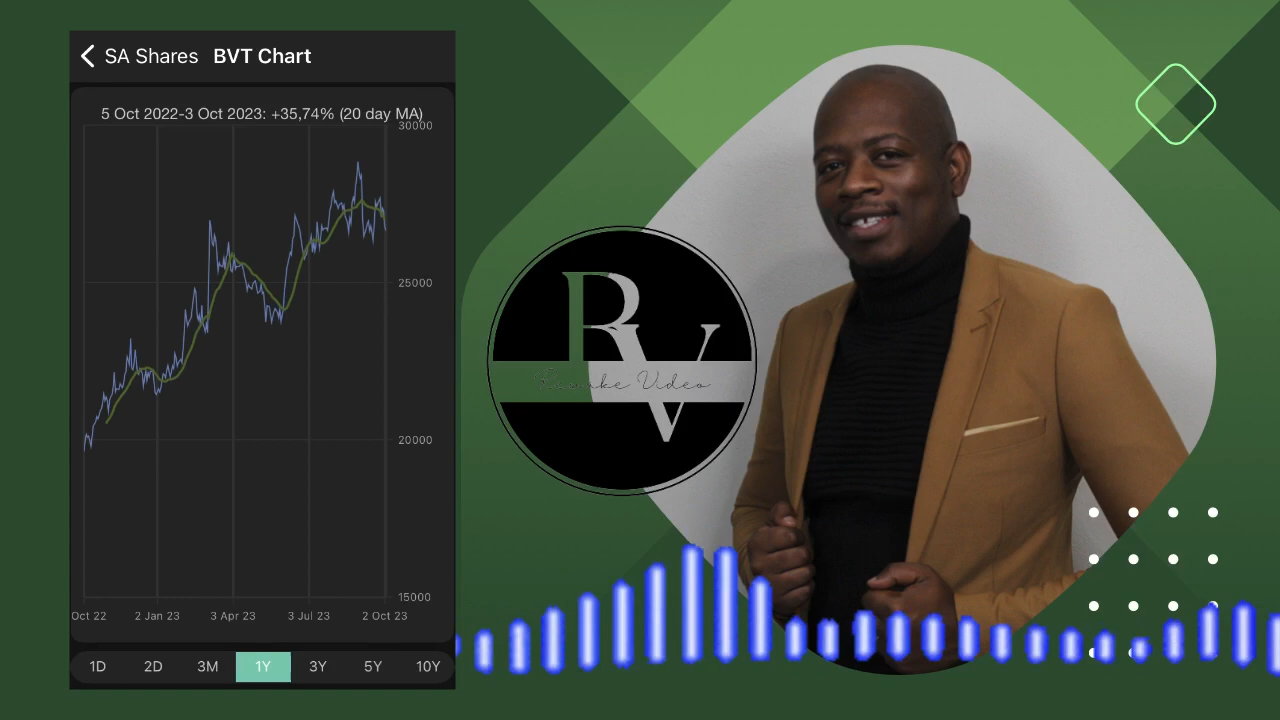 SA Shares BVT Chart
5 Oct 2022-3 Oct 2023: +35,74% (20 day MA)
30000
25000
20000
15000
Oct 22 2 Jan 23 3 Apr 23 3 Jul 23 2 Oct 23
1D 2D 3M 1Y 3Y 5Y 10Y
RV
Video